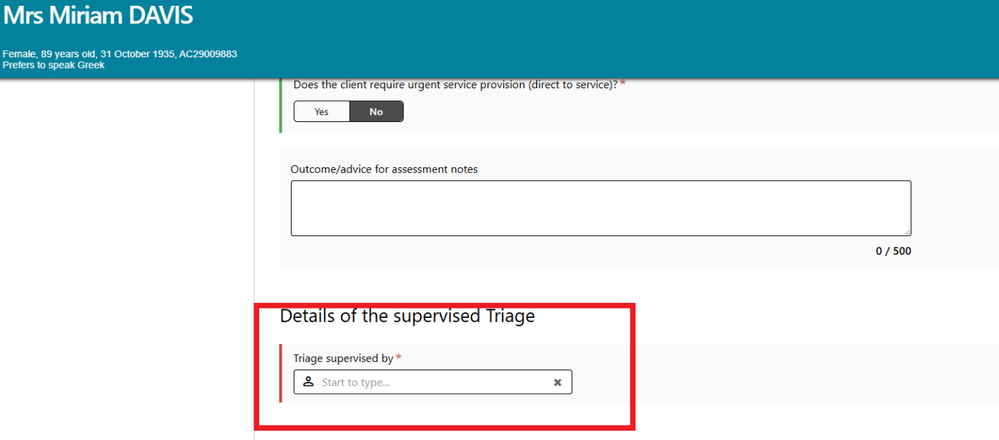 Mrs Miriam DAVIS
Female, 89 years old, 31 October 1935, AC29009883
Prefers to speak Greek
Does the client require urgent service provision (direct to service)? *
Yes No
Outcome/advice for assessment notes
0 / 500
Details of the supervised Triage
Triage supervised by *
Start to type...